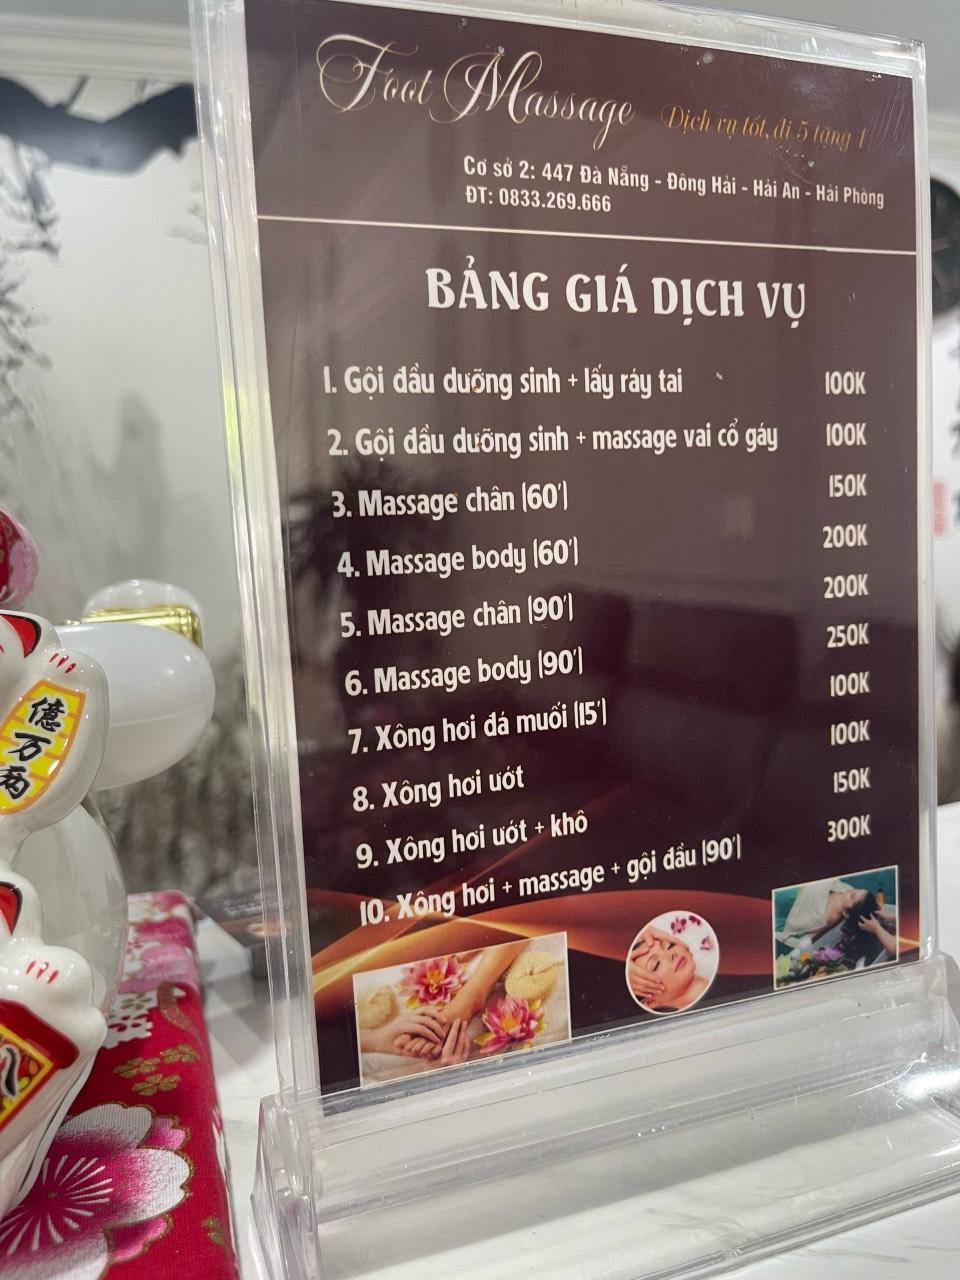 Foot Massage Dịch vụ tốt, đi 5 tặng 1
Cơ sở 2: 447 Đà Nẵng - Đông Hải - Hải An - Hải Phòng
ĐT: 0833.269.666
BẢNG GIÁ DỊCH VỤ
1. Gội đầu dưỡng sinh + lấy ráy tai 100K
2. Gội đầu dưỡng sinh + massage vai cổ gáy 100K
3. Massage chân (60') 150K
4. Massage body (60') 200K
5. Massage chân (90') 200K
6. Massage body (90') 250K
7. Xông hơi đá muối (15') 100K
8. Xông hơi ướt 100K
9. Xông hơi ướt + khô 150K
10. Xông hơi + massage + gội đầu (90') 300K
億万両